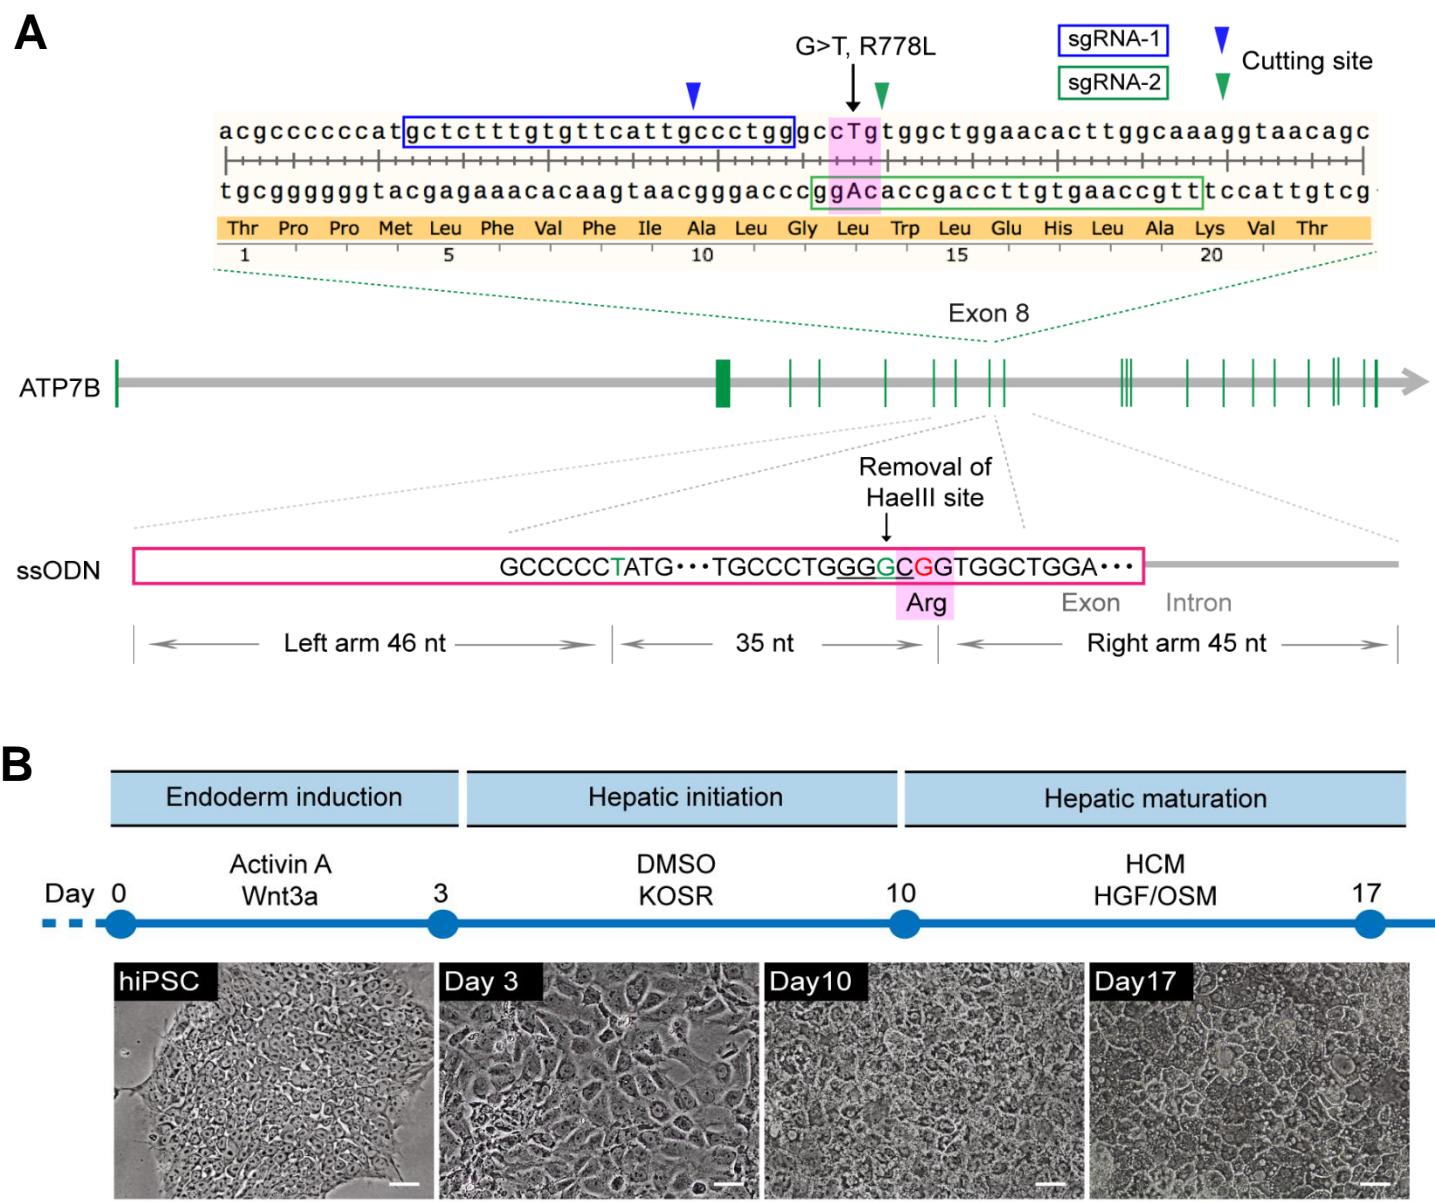 A
G>T, R778L
sgRNA-1
sgRNA-2
Cutting site
acgcccccca​tgctctttgtgttcattgccctgggccTgtggctggaacacttggcaaaggtaacagc
tgcggggggtacgagaaacacaagtaacgggacccggAcaccgaccttgtgaaccgtttccattgtcg
Thr Pro Pro Met Leu Phe Val Phe Ile Ala Leu Gly Leu Trp Leu Glu His Leu Ala Lys Val Thr
1 5 10 15 20
Exon 8
ATP7B
Removal of
HaeIII site
ssODN
GCCCCCTATG···TGCCCTGGGGCGGTGGCTGGA···
Arg
Exon
Intron
Left arm 46 nt
35 nt
Right arm 45 nt
B
Endoderm induction
Hepatic initiation
Hepatic maturation
Activin A
DMSO
HCM
Day 0 Wnt3a 3 KOSR 10 HGF/OSM 17
hiPSC
Day 3
Day10
Day17